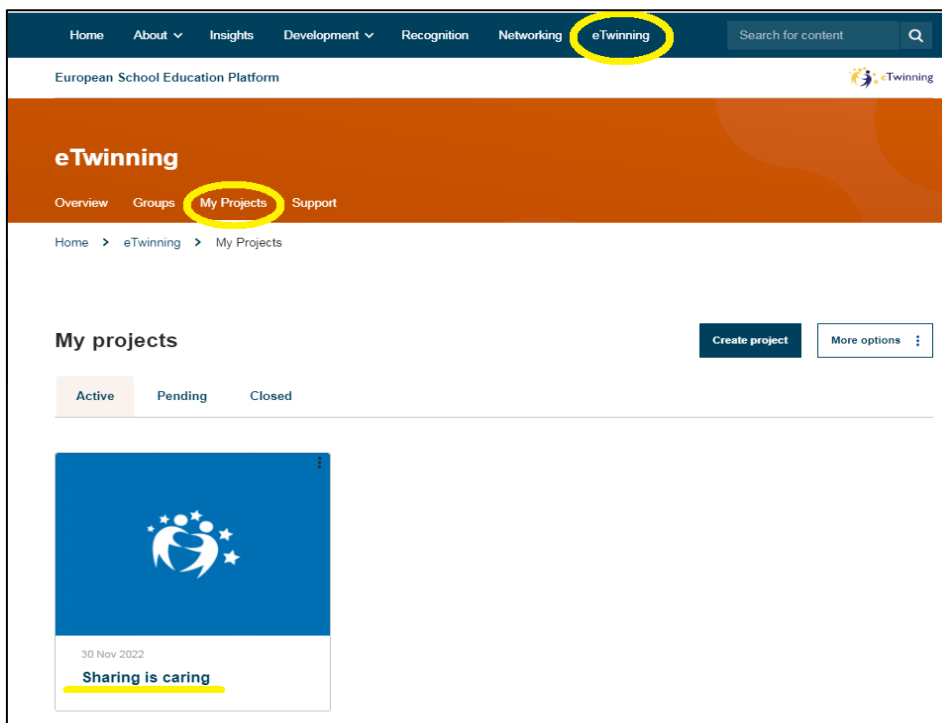 Home About Insights Development Recognition Networking eTwinning Search for content
European School Education Platform eTwinning
eTwinning
Overview Groups My Projects Support
Home > eTwinning > My Projects
My projects Create project More options
Active Pending Closed
30 Nov 2022
Sharing is caring